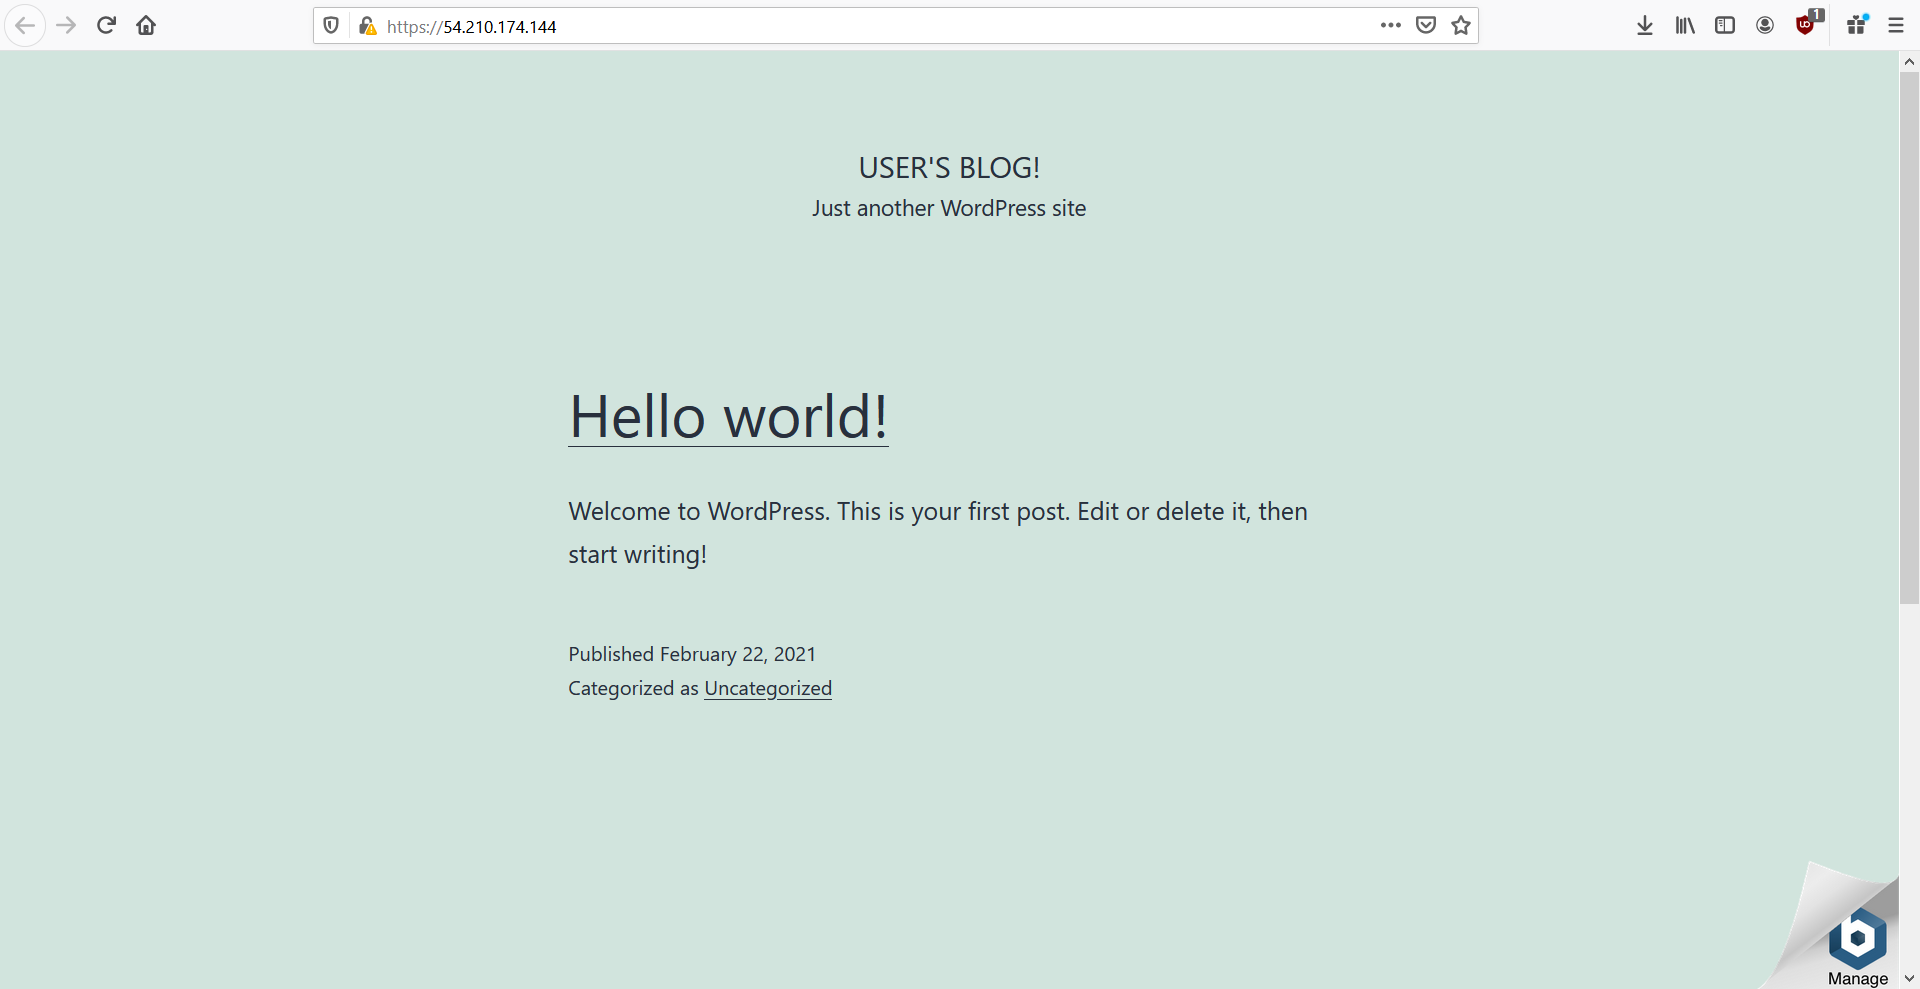 https://54.210.174.144
1
USER'S BLOG!
Just another WordPress site
Hello world!
Welcome to WordPress. This is your first post. Edit or delete it, then
start writing!
Published February 22, 2021
Categorized as Uncategorized
b
Manage